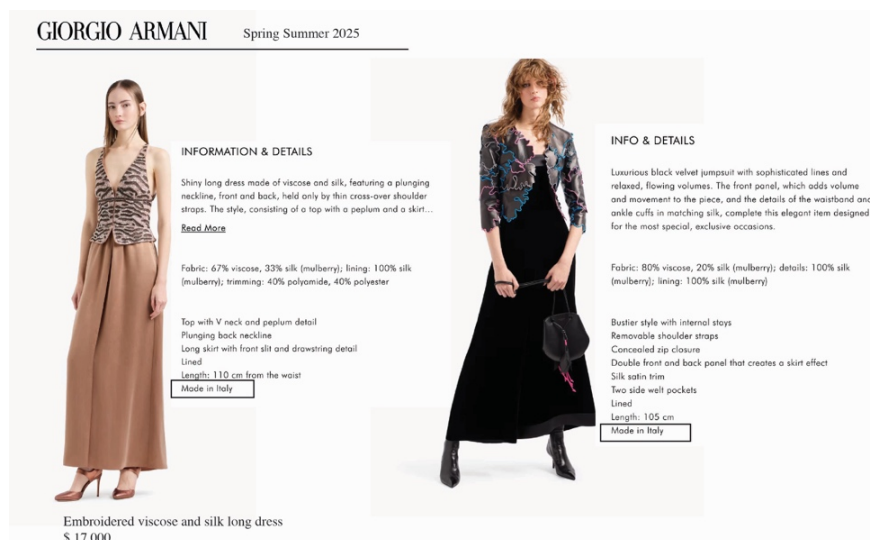 GIORGIO ARMANI
Spring Summer 2025
INFORMATION & DETAILS
Shiny long dress made of viscose and silk, featuring a plunging
neckline, front and back, held only by thin cross-over shoulder
straps. The style, consisting of a top with a peplum and a skirt...
Read More
Fabric: 67% viscose, 33% silk (mulberry); lining: 100% silk
(mulberry); trimming: 40% polyamide, 40% polyester
Top with V neck and peplum detail
Plunging back neckline
Long skirt with front slit and drawstring detail
Lined
Length: 110 cm from the waist
Made in Italy
Embroidered viscose and silk long dress
$ 17,000
INFO & DETAILS
Luxurious black velvet jumpsuit with sophisticated lines and
relaxed, flowing volumes. The front panel, which adds volume
and movement to the piece, and the details of the waistband and
ankle cuffs in matching silk, complete this elegant item designed
for the most special, exclusive occasions.
Fabric: 80% viscose, 20% silk (mulberry); details: 100% silk
(mulberry); lining: 100% silk (mulberry)
Bustier style with internal stays
Removable shoulder straps
Concealed zip closure
Double front and back panel that creates a skirt effect
Silk satin trim
Two side welt pockets
Lined
Length: 105 cm
Made in Italy